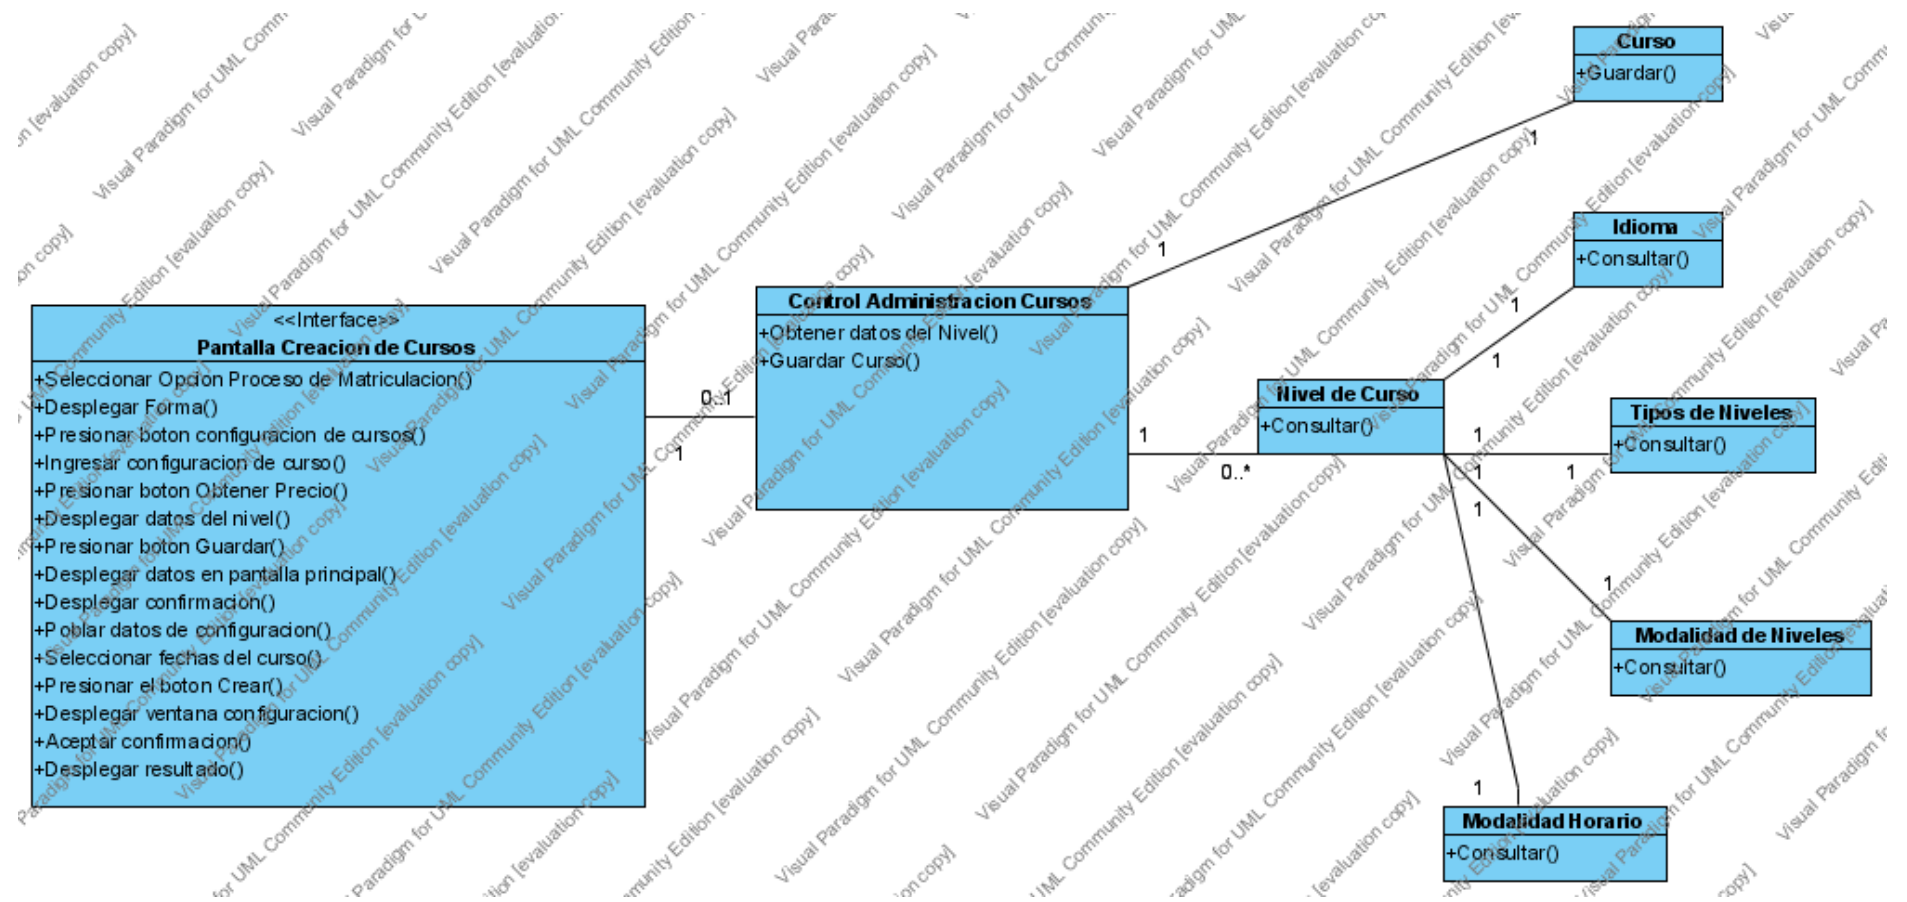 <<Interface>>
Pantalla Creacion de Cursos
+Seleccionar Opcion Proceso de Matriculacion()
+Desplegar Forma()
+Presionar boton configuracion de cursos()
+Ingresar configuracion de curso()
+Presionar boton Obtener Precio()
+Desplegar datos del nivel()
+Presionar boton Guardar()
+Desplegar datos en pantalla principal()
+Desplegar confirmacion()
+Poblar datos de configuracion()
+Seleccionar fechas del curso()
+Presionar el boton Crear()
+Desplegar ventana configuracion()
+Aceptar confirmacion()
+Desplegar resultado()
0..1
1
Control Administracion Cursos
+Obtener datos del Nivel()
+Guardar Curso()
1
1
Curso
+Guardar()
1
0..*
Nivel de Curso
+Consultar()
1
1
Idioma
+Consultar()
1
1
Tipos de Niveles
+Consultar()
1
1
Modalidad de Niveles
+Consultar()
1
1
Modalidad Horario
+Consultar()
Visual Paradigm for UML Community Edition [evaluation copy]